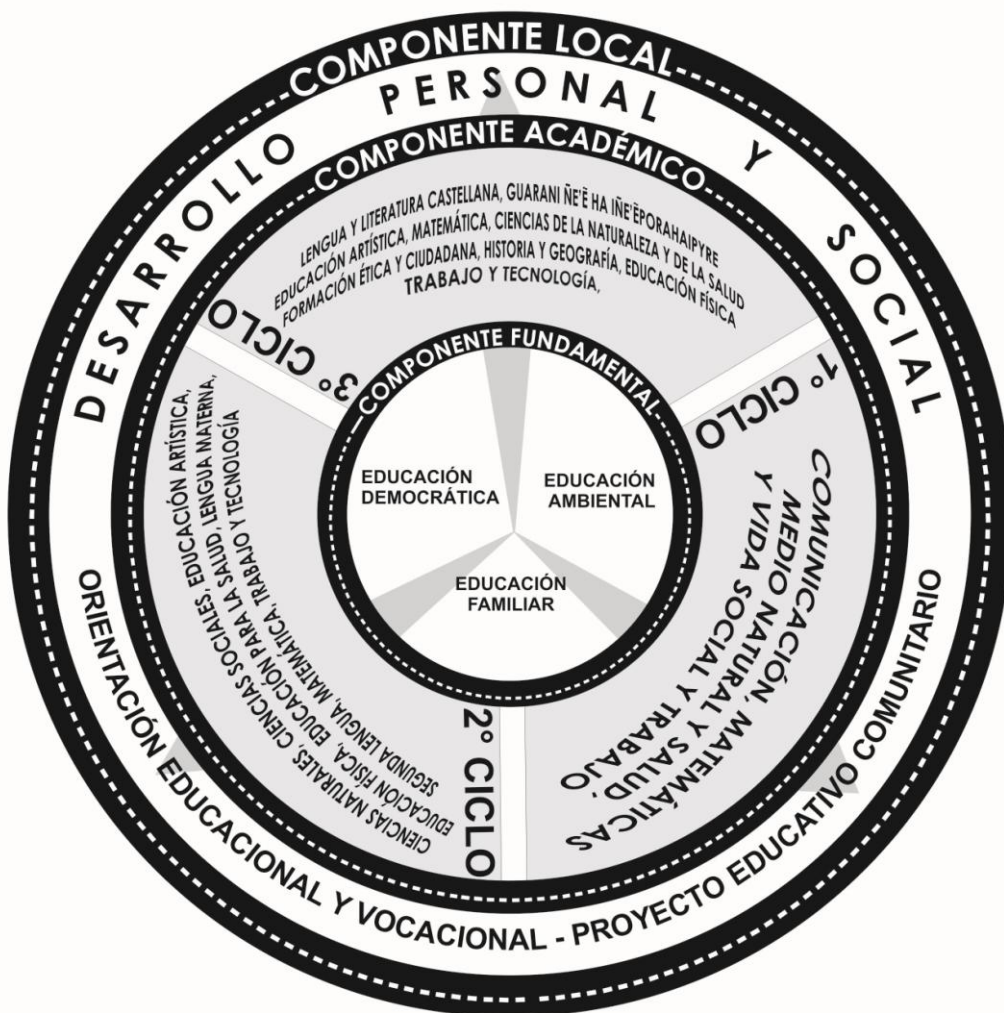 COMPONENTE LOCAL
DESARROLLO PERSONAL Y SOCIAL
COMPONENTE ACADÉMICO
LENGUA Y LITERATURA CASTELLANA, GUARANI ÑE'Ẽ HA IÑE'ẼPORAHAIPYRE
EDUCACIÓN ARTÍSTICA, MATEMÁTICA, CIENCIAS DE LA NATURALEZA Y DE LA SALUD
FORMACIÓN ÉTICA Y CIUDADANA, HISTORIA Y GEOGRAFÍA, EDUCACIÓN FÍSICA
TRABAJO Y TECNOLOGÍA,
3° CICLO
1° CICLO
COMUNICACIÓN, MATEMÁTICAS
MEDIO NATURAL Y SALUD,
Y VIDA SOCIAL Y TRABAJO
2° CICLO
CIENCIAS NATURALES, CIENCIAS SOCIALES, EDUCACIÓN ARTÍSTICA,
EDUCACIÓN FÍSICA, EDUCACIÓN PARA LA SALUD, LENGUA MATERNA,
SEGUNDA LENGUA, MATEMÁTICA, TRABAJO Y TECNOLOGÍA
COMPONENTE FUNDAMENTAL
EDUCACIÓN
DEMOCRÁTICA
EDUCACIÓN
AMBIENTAL
EDUCACIÓN
FAMILIAR
ORIENTACIÓN EDUCACIONAL Y VOCACIONAL - PROYECTO EDUCATIVO COMUNITARIO